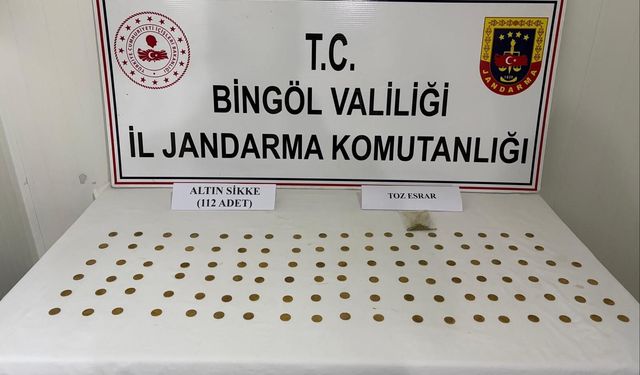 T.C.
BİNGÖL VALİLİĞİ
İL JANDARMA KOMUTANLIĞI
JANDARMA
ALTIN SİKKE
(112 ADET)
TOZ ESRAR